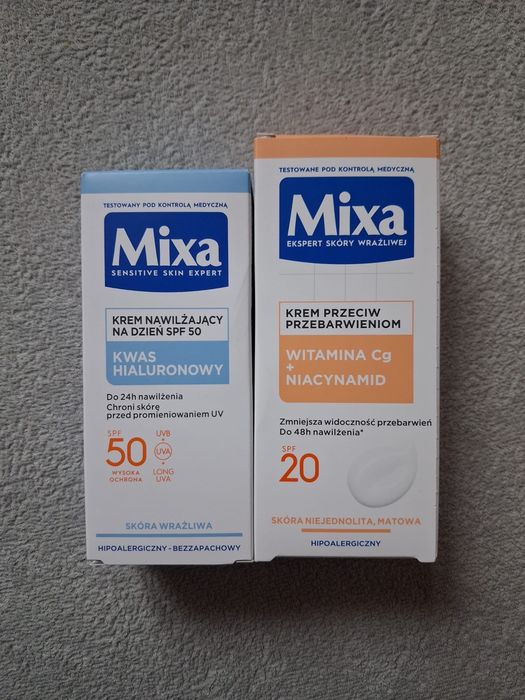 TESTOWANY POD KONTROLĄ MEDYCZNĄ
Mixa
SENSITIVE SKIN EXPERT
KREM NAWILŻAJĄCY
NA DZIEŃ SPF 50
KWAS
HIALURONOWY
Do 24h nawilżenia
Chroni skórę
przed promieniowaniem UV
SPF
50
WYSOKA
OCHRONA
UVB
+
UVA
+
LONG
UVA
SKÓRA WRAŻLIWA
HIPOALERGICZNY - BEZZAPACHOWY
TESTOWANE POD KONTROLĄ MEDYCZNĄ
Mixa
EKSPERT SKÓRY WRAŻLIWEJ
KREM PRZECIW
PRZEBARWIENIOM
WITAMINA Cg
+
NIACYNAMID
Zmniejsza widoczność przebarwień
Do 48h nawilżenia*
SPF
20
SKÓRA NIEJEDNOLITA, MATOWA
HIPOALERGICZNY